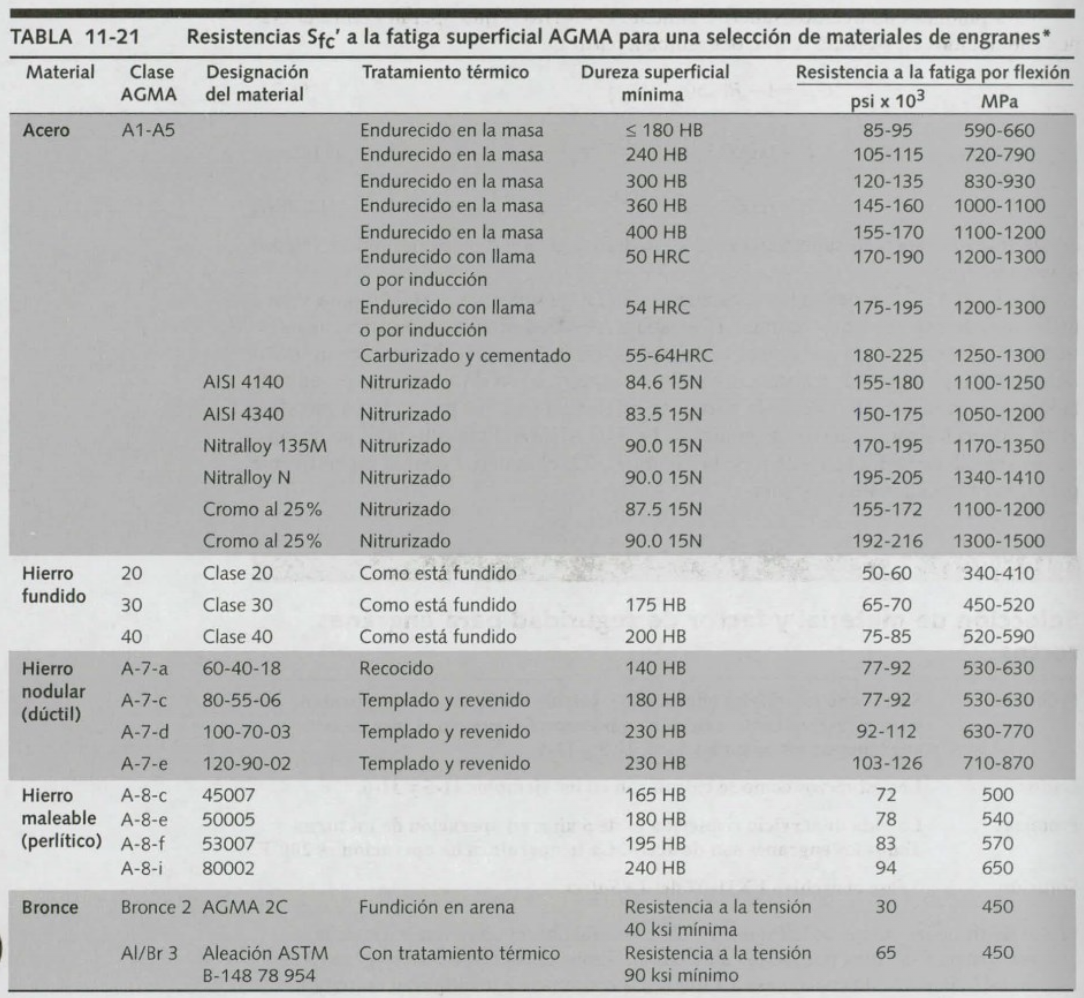 TABLA 11-21 Resistencias Sfc' a la fatiga superficial AGMA para una selección de materiales de engranes*
Material Clase AGMA Designación del material Tratamiento térmico Dureza superficial mínima Resistencia a la fatiga por flexión
psi x 10³ MPa
Acero A1-A5 Endurecido en la masa ≤ 180 HB 85-95 590-660
Endurecido en la masa 240 HB 105-115 720-790
Endurecido en la masa 300 HB 120-135 830-930
Endurecido en la masa 360 HB 145-160 1000-1100
Endurecido en la masa 400 HB 155-170 1100-1200
Endurecido con llama 50 HRC 170-190 1200-1300
o por inducción
Endurecido con llama 54 HRC 175-195 1200-1300
o por inducción
Carburizado y cementado 55-64HRC 180-225 1250-1300
AISI 4140 Nitrurizado 84.6 15N 155-180 1100-1250
AISI 4340 Nitrurizado 83.5 15N 150-175 1050-1200
Nitralloy 135M Nitrurizado 90.0 15N 170-195 1170-1350
Nitralloy N Nitrurizado 90.0 15N 195-205 1340-1410
Cromo al 25% Nitrurizado 87.5 15N 155-172 1100-1200
Cromo al 25% Nitrurizado 90.0 15N 192-216 1300-1500
Hierro 20 Clase 20 Como está fundido 50-60 340-410
fundido
30 Clase 30 Como está fundido 175 HB 65-70 450-520
40 Clase 40 Como está fundido 200 HB 75-85 520-590
Hierro A-7-a 60-40-18 Recocido 140 HB 77-92 530-630
nodular A-7-c 80-55-06 Templado y revenido 180 HB 77-92 530-630
(dúctil)
A-7-d 100-70-03 Templado y revenido 230 HB 92-112 630-770
A-7-e 120-90-02 Templado y revenido 230 HB 103-126 710-870
Hierro A-8-c 45007 165 HB 72 500
maleable A-8-e 50005 180 HB 78 540
(perlítico) A-8-f 53007 195 HB 83 570
A-8-i 80002 240 HB 94 650
Bronce Bronce 2 AGMA 2C Fundición en arena Resistencia a la tensión 30 450
40 ksi mínima
Al/Br 3 Aleación ASTM Con tratamiento térmico Resistencia a la tensión 65 450
B-148 78 954 90 ksi mínimo